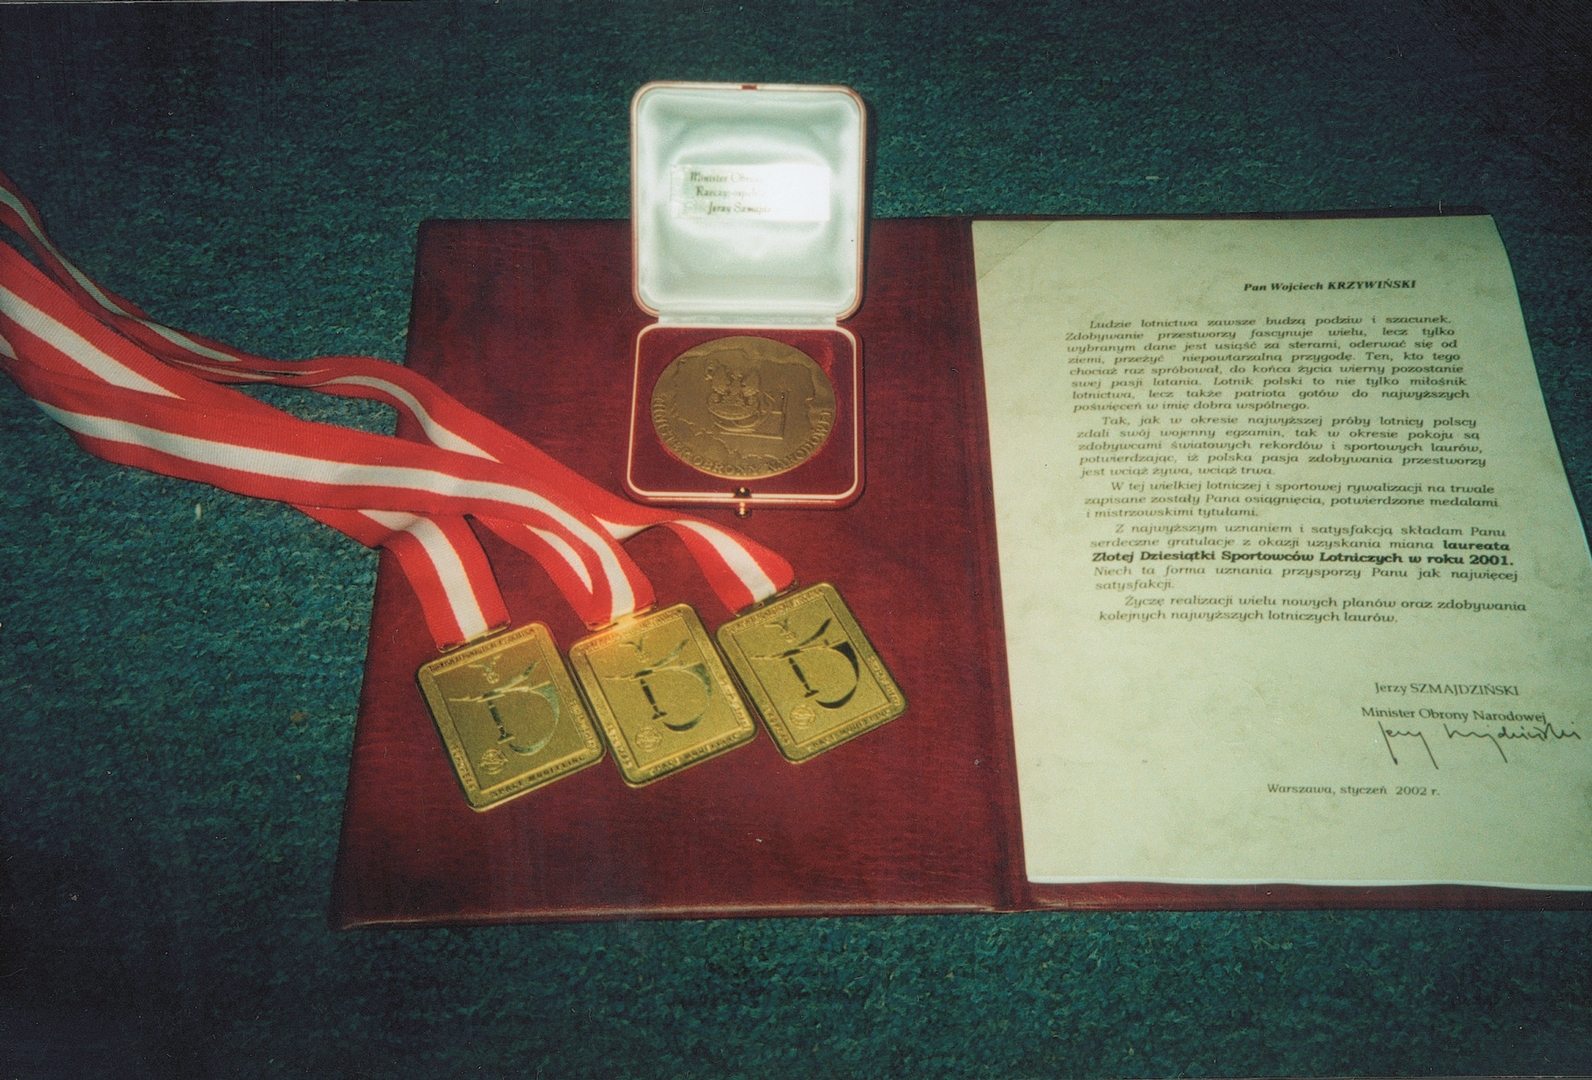 Minister
Jerzy
MINISTER OBRONY NARODOWEJ
Pan Wojciech KRZYWIŃSKI
Ludzie lotnictwa zawsze budzą podziw i szacunek.
Zdobywanie przestworzy fascynuje wielu, lecz tylko
wybranym dane jest usiąść za sterami, oderwać się od
ziemi, przeżyć niepowtarzalną przygodę. Ten, kto tego
chociaż raz spróbował, do końca życia wierny pozostanie
swej pasji latania. Lotnik polski to nie tylko miłośnik
lotnictwa, lecz także patriota gotów do najwyższych
poświęceń w imię dobra wspólnego.
Tak, jak w okresie najwyższej próby lotnicy polscy
zdali swój wojenny egzamin, tak w okresie pokoju są
zdobywcami światowych rekordów i sportowych laurów,
potwierdzając, iż polska pasja zdobywania przestworzy
jest wciąż żywa, wciąż trwa.
W tej wielkiej lotniczej i sportowej rywalizacji na trwale
zapisane zostały Pana osiągnięcia, potwierdzone medalami
i mistrzowskimi tytułami.
Z najwyższym uznaniem i satysfakcją składam Panu
serdeczne gratulacje z okazji uzyskania miana laureata
Złotej Dziesiątki Sportowców Lotniczych w roku 2001.
Niech ta forma uznania przysporzy Panu jak najwięcej
satysfakcji.
Życzę realizacji wielu nowych planów oraz zdobywania
kolejnych najwyższych lotniczych laurów.
Jerzy SZMAJDZIŃSKI
Minister Obrony Narodowej
Warszawa, styczeń 2002 r.